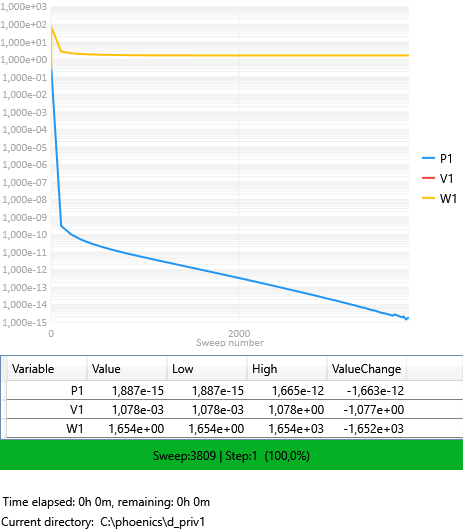 1,000e+03
1,000e+02
1,000e+01
1,000e+00
1,000e-01
1,000e-02
1,000e-03
1,000e-04
1,000e-05
1,000e-06
1,000e-07
1,000e-08
1,000e-09
1,000e-10
1,000e-11
1,000e-12
1,000e-13
1,000e-14
1,000e-15
0 2000
Sweep number
P1
V1
W1
Variable Value Low High ValueChange
P1 1,887e-15 1,887e-15 1,665e-12 -1,663e-12
V1 1,078e-03 1,078e-03 1,078e+00 -1,077e+00
W1 1,654e+00 1,654e+00 1,654e+03 -1,652e+03
Sweep:3809 | Step:1 (100,0%)
Time elapsed: 0h 0m, remaining: 0h 0m
Current directory: C:\phoenics\d_priv1